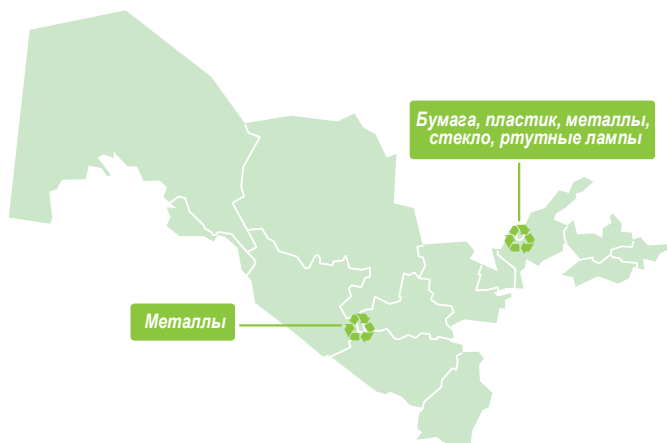 Бумага, пластик, металлы,
стекло, ртутные лампы
Металлы